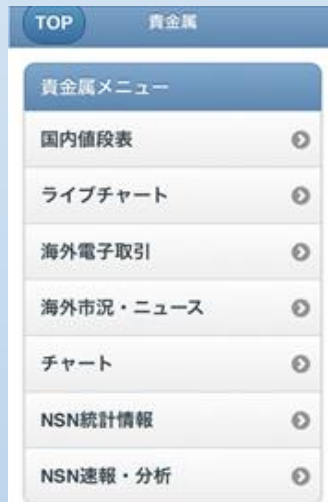 TOP 貴金属
貴金属メニュー
国内値段表
ライブチャート
海外電子取引
海外市況・ニュース
チャート
NSN統計情報
NSN速報・分析